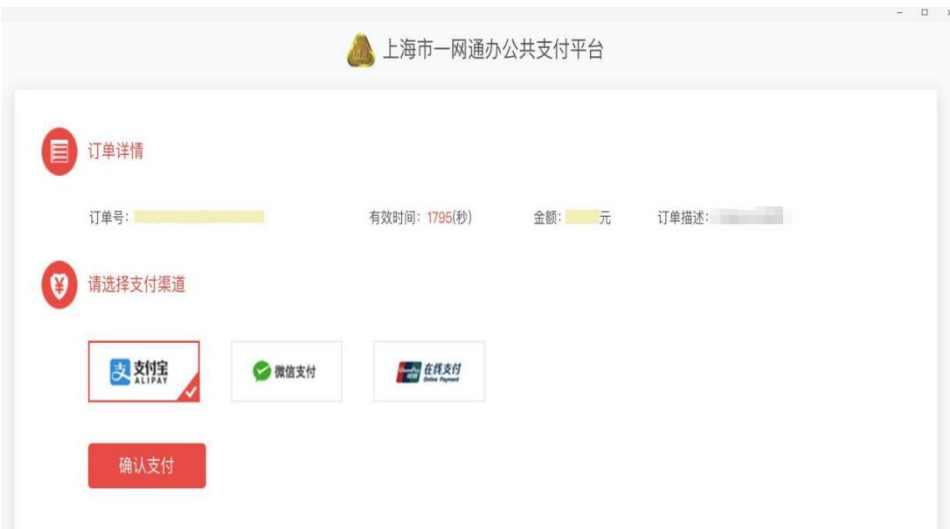 上海市一网通办公共支付平台
订单详情
订单号： 有效时间：1795(秒) 金额： 元 订单描述：
请选择支付渠道
支付宝 微信支付 在线支付
ALIPAY Online Payment
确认支付